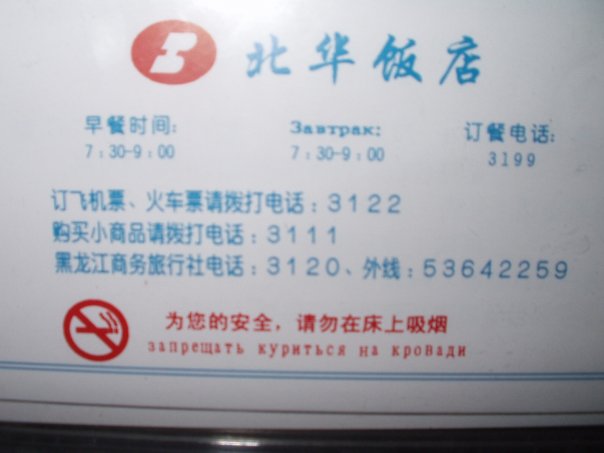 北华饭店
早餐时间: Завтрак: 订餐电话:
7:30-9:00 7:30-9:00 3199
订飞机票、火车票请拨打电话:3122
购买小商品请拨打电话:3111
黑龙江商务旅行社电话:3120、外线:53642259
为您的安全，请勿在床上吸烟
запрещать куриться на кровади